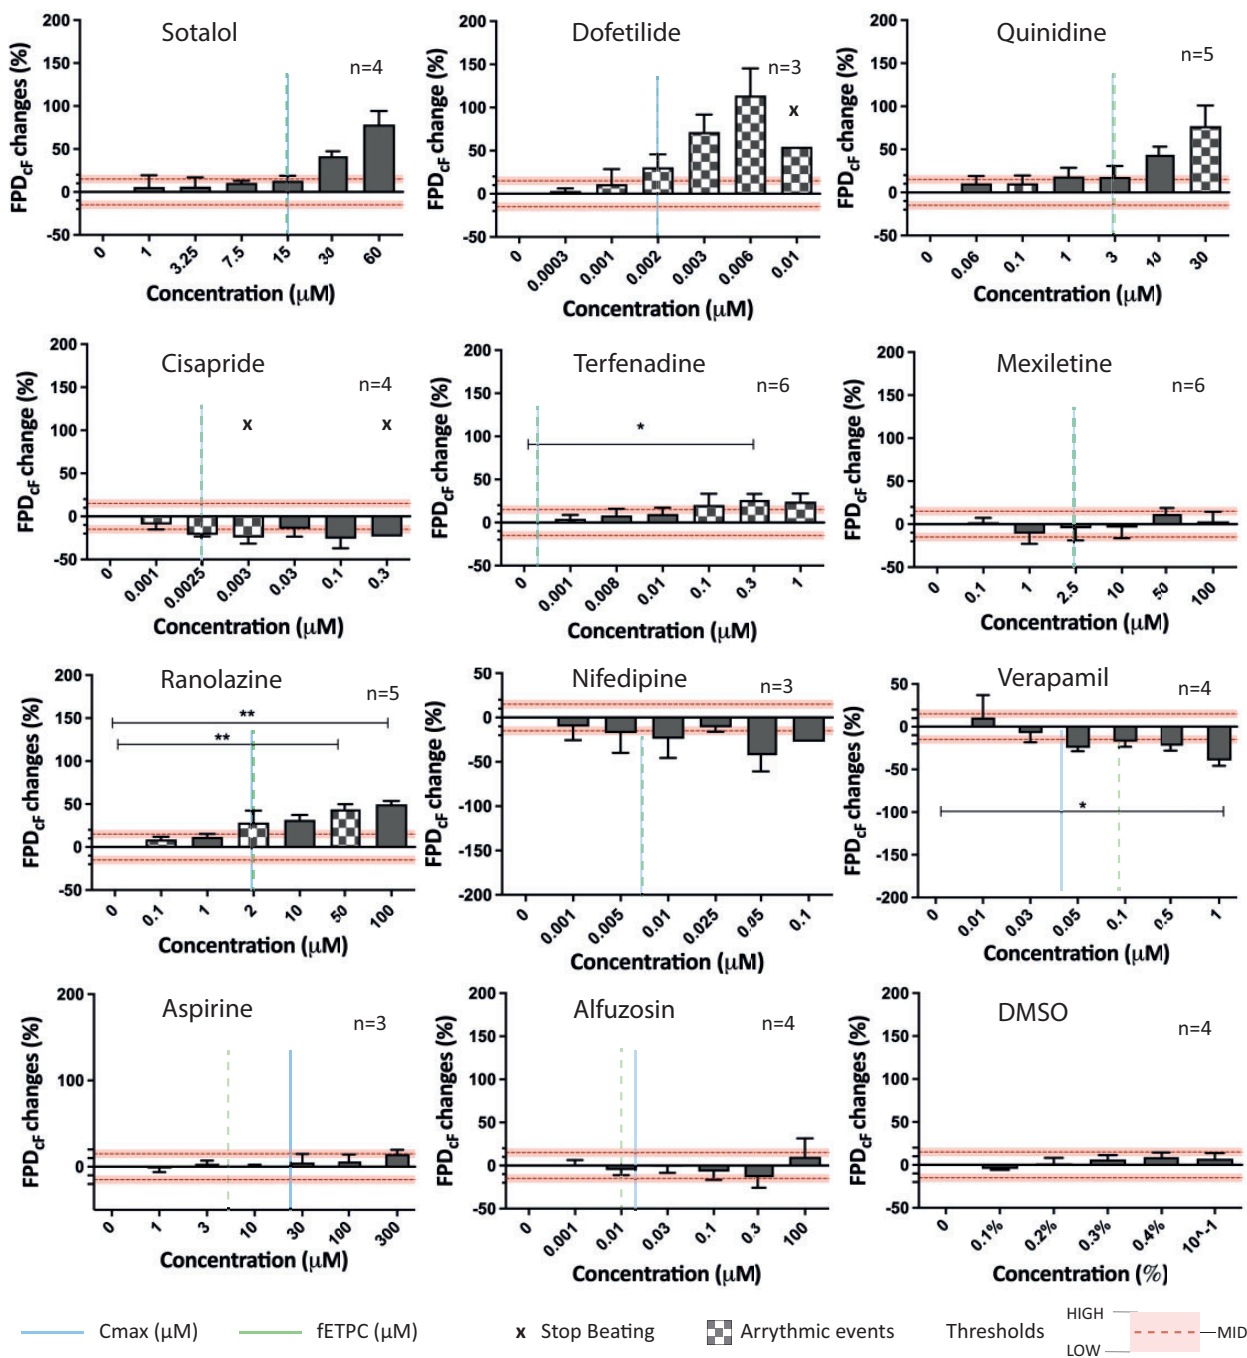 Sotalol
n=4
FPDcF changes (%)
200
150
100
50
0
-50
0 1 3.25 7.5 15 30 60
Concentration (μM)
Dofetilide
n=3
x
FPDcF change (%)
200
150
100
50
0
-50
0 0.0003 0.001 0.002 0.003 0.006 0.01
Concentration (μM)
Quinidine
n=5
FPDcF change (%)
200
150
100
50
0
-50
0 0.06 0.1 1 3 10 30
Concentration (μM)
Cisapride
n=4
x x
FPDcF change (%)
200
150
100
50
0
-50
0 0.001 0.0025 0.003 0.03 0.1 0.3
Concentration (μM)
Terfenadine
n=6
*
FPDcF change (%)
200
150
100
50
0
-50
0 0.001 0.008 0.01 0.1 0.3 1
Concentration (μM)
Mexiletine
n=6
FPDcF change (%)
200
150
100
50
0
-50
0 0.1 1 2.5 10 50 100
Concentration (μM)
Ranolazine
n=5
**
**
FPDcF changes (%)
200
150
100
50
0
-50
0 0.1 1 2 10 50 100
Concentration (μM)
Nifedipine
n=3
FPDcF change (%)
50
0
-50
-100
-150
-200
0 0.001 0.005 0.01 0.025 0.05 0.1
Concentration (μM)
Verapamil
n=4
*
FPDcF changes (%)
50
0
-50
-100
-150
-200
0 0.01 0.03 0.05 0.1 0.5 1
Concentration (μM)
Aspirine
n=3
FPDcF changes (%)
200
100
0
0 1 3 10 30 100 300
Concentration (μM)
Alfuzosin
n=4
FPDcF changes (%)
200
150
100
50
0
-50
0 0.001 0.01 0.03 0.1 0.3 100
Concentration (μM)
DMSO
n=4
FPDcF changes (%)
200
150
100
50
0
-50
0 0.1% 0.2% 0.3% 0.4% 10^-1
Concentration (%)
Cmax (μM) fETPC (μM) x Stop Beating Arrythmic events Thresholds HIGH MID LOW